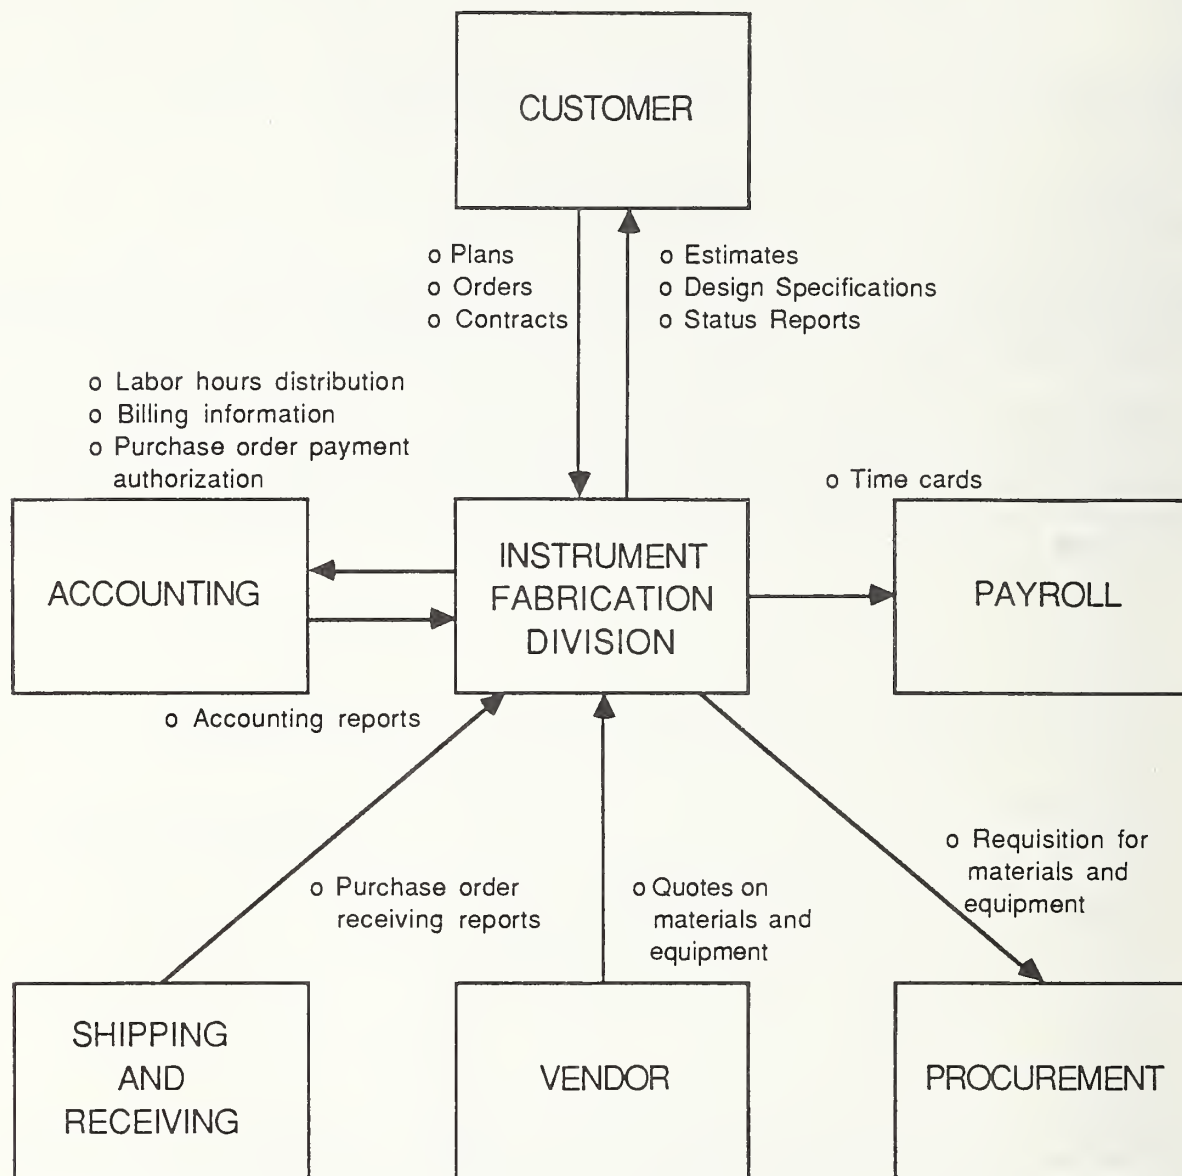 CUSTOMER
o Plans
o Orders
o Contracts
o Estimates
o Design Specifications
o Status Reports
o Labor hours distribution
o Billing information
o Purchase order payment
authorization
o Time cards
ACCOUNTING
INSTRUMENT
FABRICATION
DIVISION
PAYROLL
o Accounting reports
o Purchase order
receiving reports
o Quotes on
materials and
equipment
o Requisition for
materials and
equipment
SHIPPING
AND
RECEIVING
VENDOR
PROCUREMENT